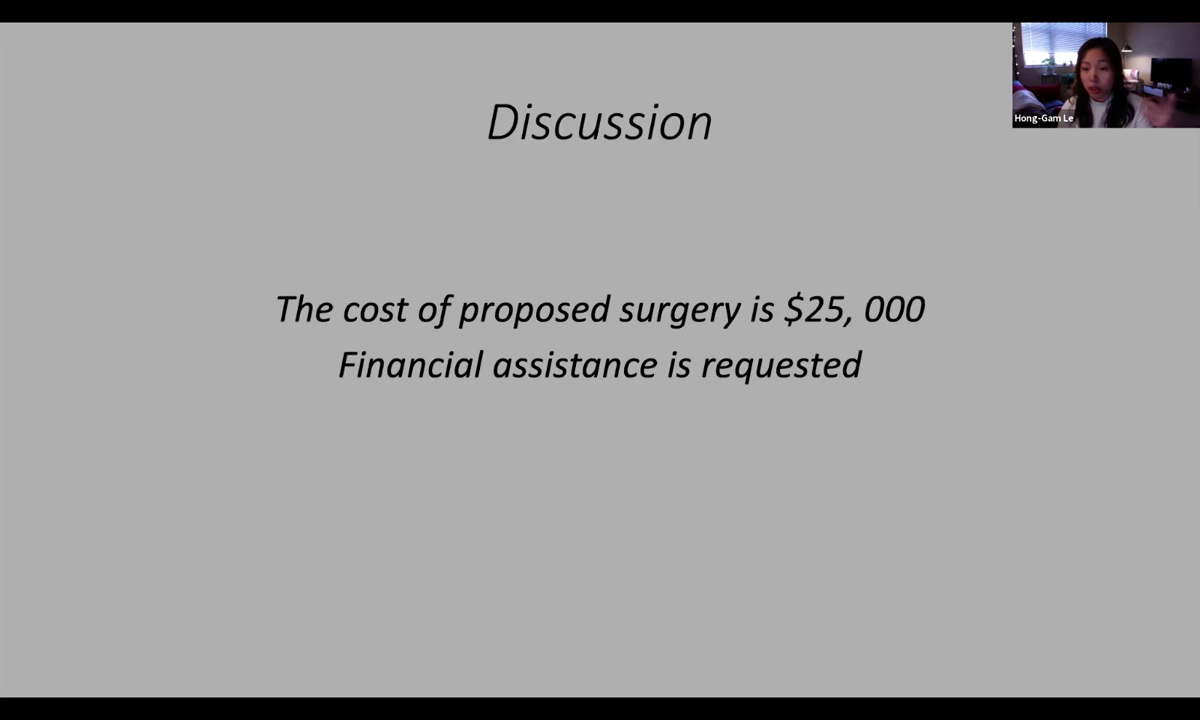 Hong-Gam Le
Discussion
The cost of proposed surgery is $25, 000
Financial assistance is requested